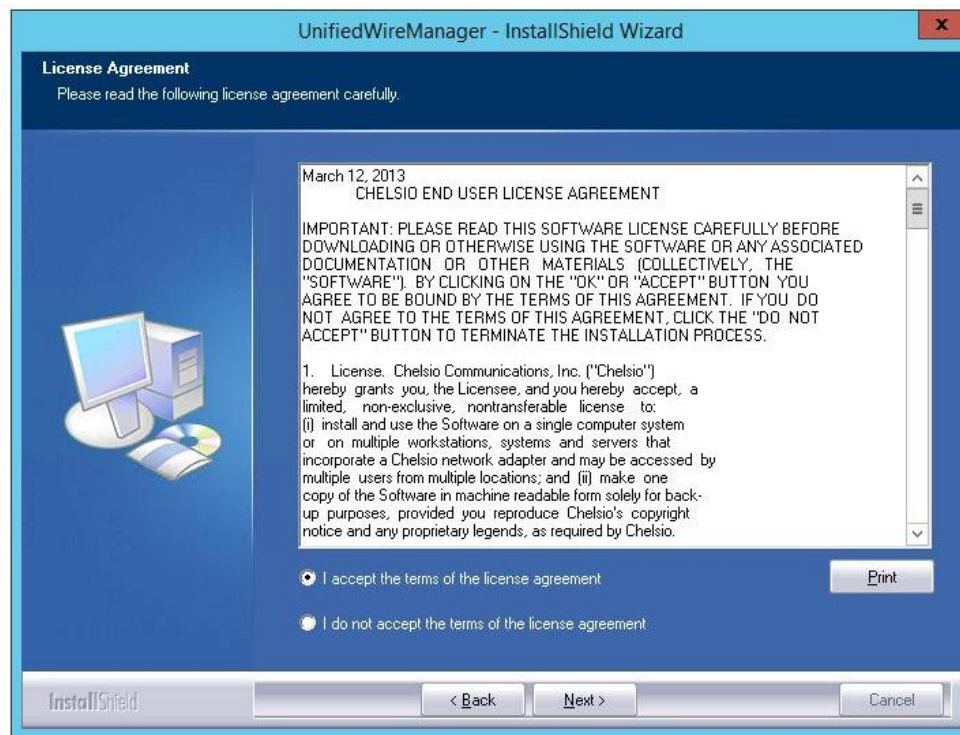 UnifiedWireManager - InstallShield Wizard
x
License Agreement
Please read the following license agreement carefully.
March 12, 2013
CHELSIO END USER LICENSE AGREEMENT
IMPORTANT: PLEASE READ THIS SOFTWARE LICENSE CAREFULLY BEFORE
DOWNLOADING OR OTHERWISE USING THE SOFTWARE OR ANY ASSOCIATED
DOCUMENTATION OR OTHER MATERIALS (COLLECTIVELY, THE
"SOFTWARE"). BY CLICKING ON THE "OK" OR "ACCEPT" BUTTON YOU
AGREE TO BE BOUND BY THE TERMS OF THIS AGREEMENT. IF YOU DO
NOT AGREE TO THE TERMS OF THIS AGREEMENT, CLICK THE "DO NOT
ACCEPT" BUTTON TO TERMINATE THE INSTALLATION PROCESS.
1. License. Chelsio Communications, Inc. ("Chelsio")
hereby grants you, the Licensee, and you hereby accept, a
limited, non-exclusive, nontransferable license to:
(i) install and use the Software on a single computer system
or on multiple workstations, systems and servers that
incorporate a Chelsio network adapter and may be accessed by
multiple users from multiple locations; and (ii) make one
copy of the Software in machine readable form solely for back-
up purposes, provided you reproduce Chelsio's copyright
notice and any proprietary legends, as required by Chelsio.
I accept the terms of the license agreement
Print
I do not accept the terms of the license agreement
InstallShield
< Back
Next >
Cancel